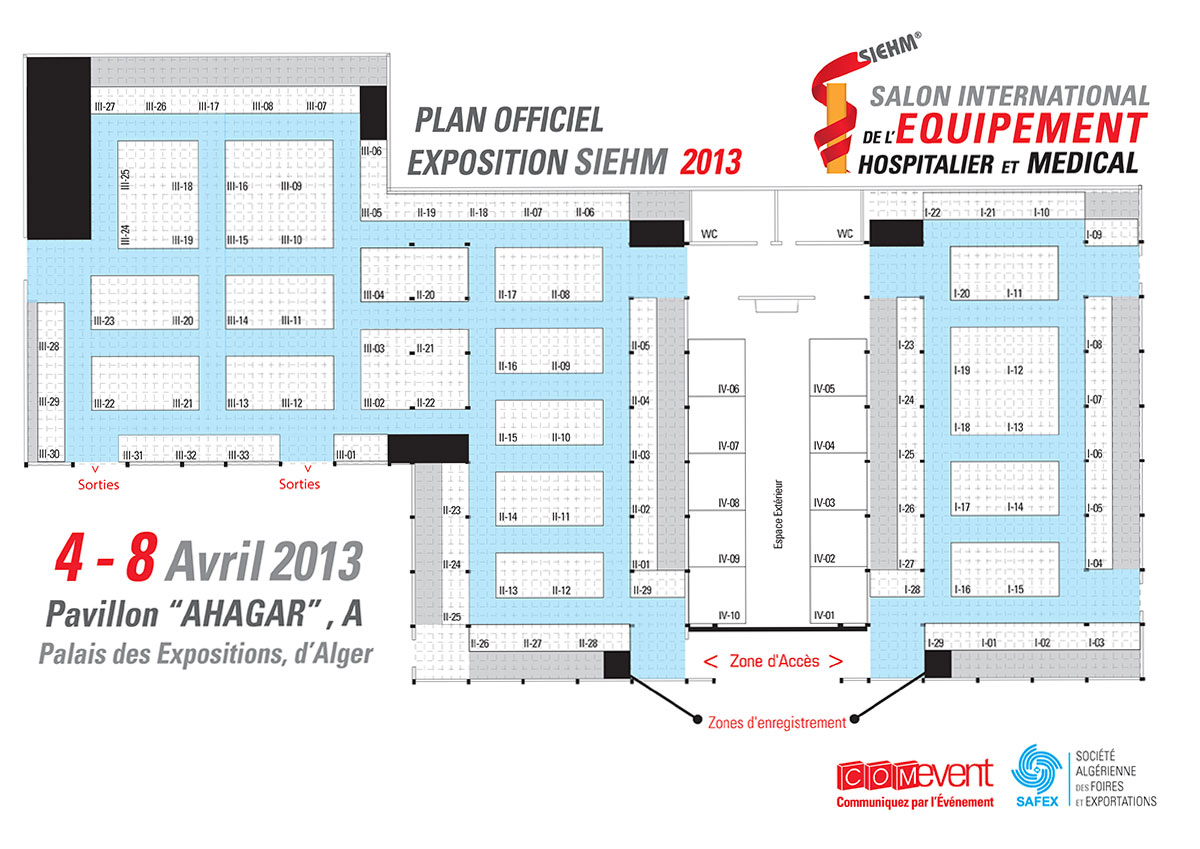 SIEHM®
SALON INTERNATIONAL
DE L'EQUIPEMENT
HOSPITALIER ET MEDICAL
PLAN OFFICIEL
EXPOSITION SIEHM 2013
III-27 III-26 III-17 III-08 III-07
III-06
III-25 III-18 III-16 III-09
III-24 III-19 III-15 III-10
III-05 II-19 II-18 II-07 II-06
WC WC
I-22 I-21 I-10
I-09
III-04 II-20 II-17 II-08
I-20 I-11
III-23 III-20 III-14 III-11
III-28 III-03 II-21 II-05 I-23 I-08
II-16 II-09
I-19 I-12
IV-06 IV-05
III-29 III-22 III-21 III-13 III-12 III-02 II-22 II-04 I-24 I-07
I-18 I-13
II-15 II-10
IV-07 IV-04
III-30 III-31 III-32 III-33 III-01 II-03 I-25 I-06
Sorties Sorties
Espace Extérieur
II-23 II-14 II-11 II-02 IV-08 IV-03 I-26 I-17 I-14 I-05
II-24 II-01 IV-09 IV-02 I-27 I-04
II-13 II-12 II-29 I-28 I-16 I-15
II-25 IV-10 IV-01
II-26 II-27 II-28 I-29 I-01 I-02 I-03
< Zone d'Accès >
Zones d'enregistrement
4 - 8 Avril 2013
Pavillon “AHAGAR” , A
Palais des Expositions, d'Alger
COMevent
Communiquez par l'Événement
SAFEX
SOCIÉTÉ
ALGÉRIENNE
DES FOIRES
ET EXPORTATIONS